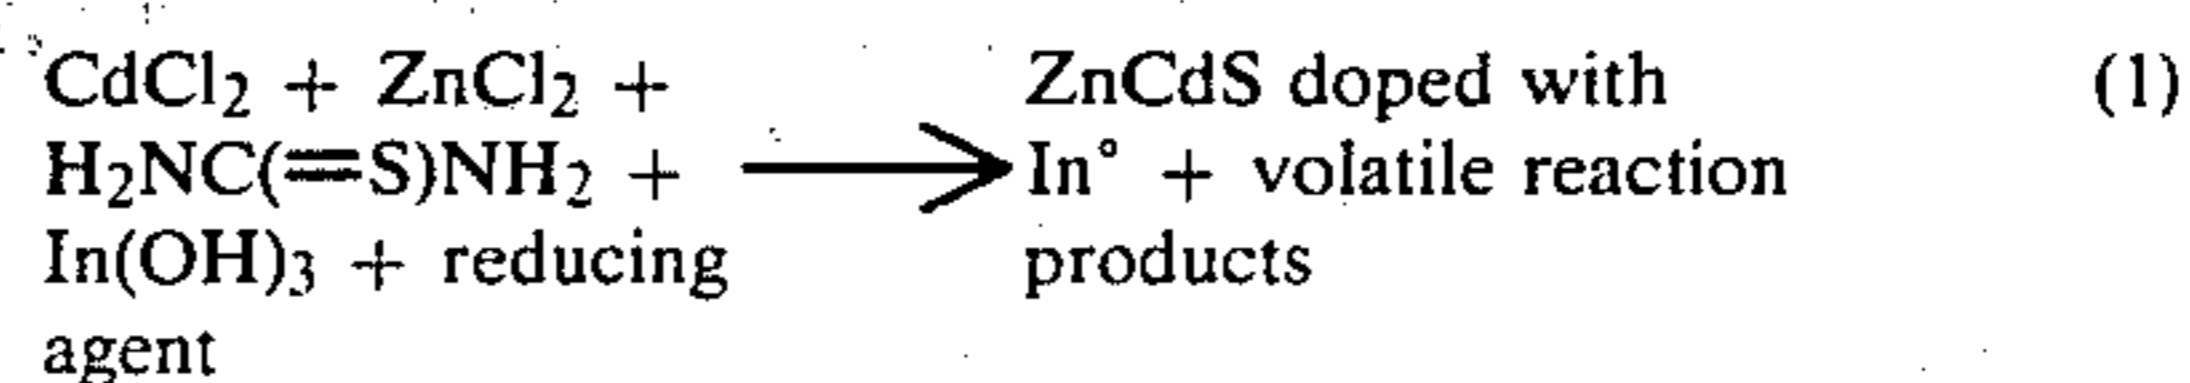 CdCl2 + ZnCl2 + ZnCdS doped with (1)
H2NC(=S)NH2 + ⟶ In° + volatile reaction
In(OH)3 + reducing products
agent